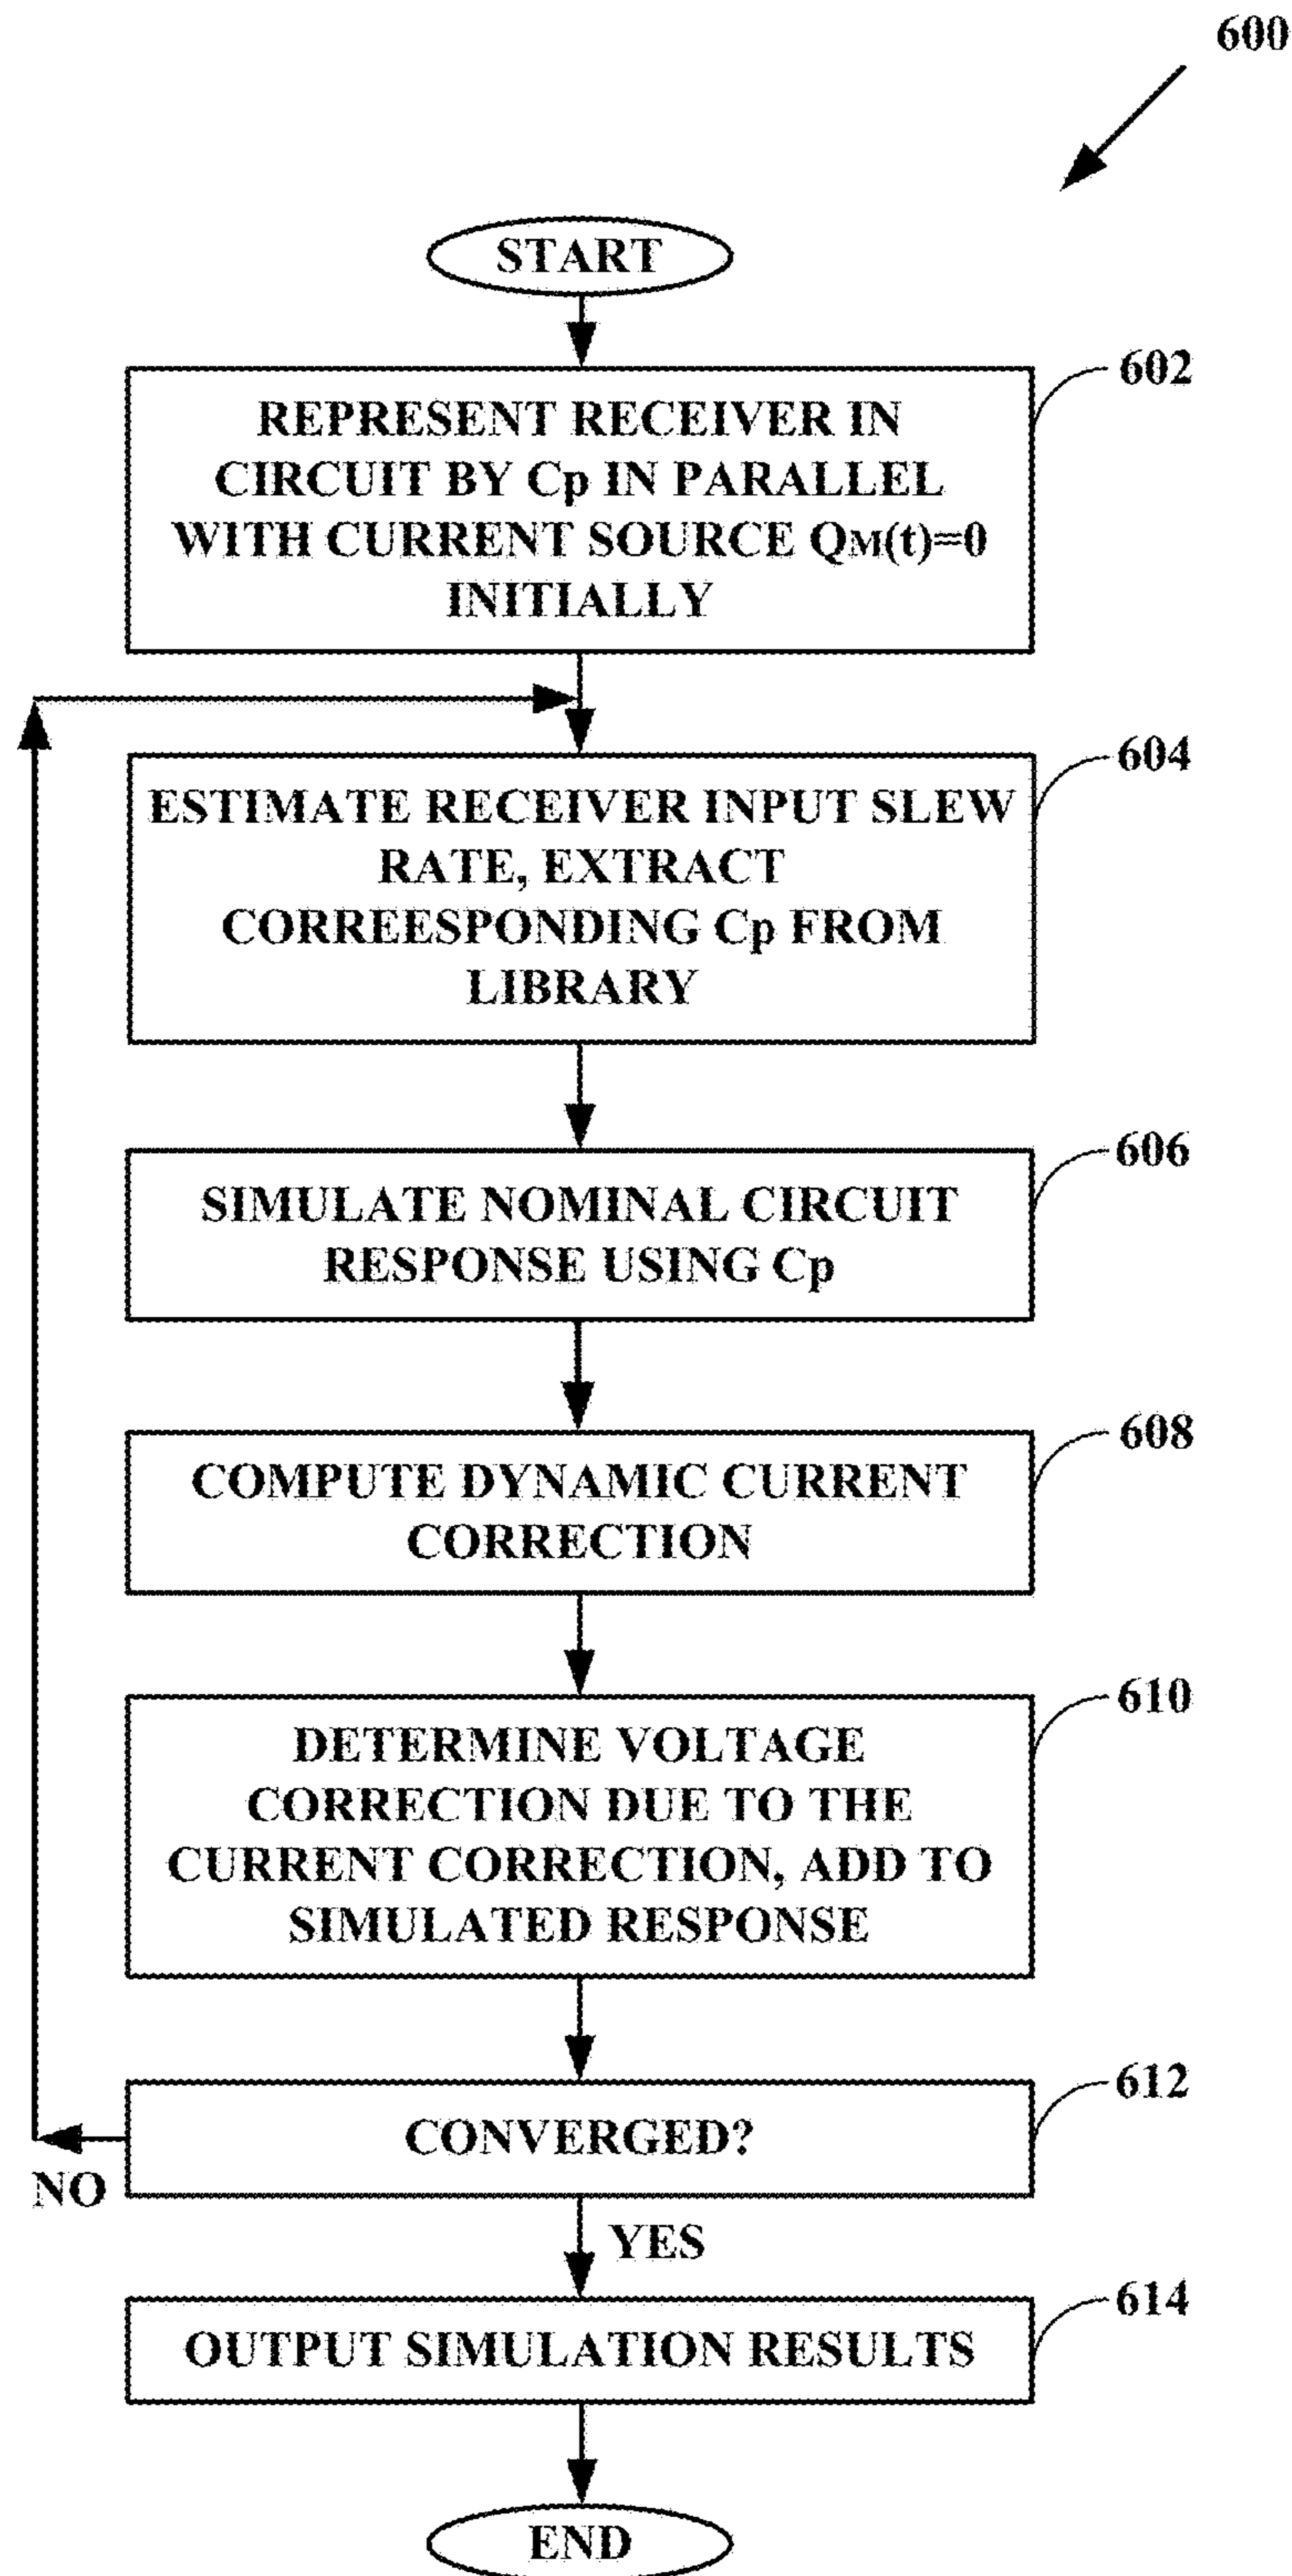 600
START
602
REPRESENT RECEIVER IN
CIRCUIT BY Cp IN PARALLEL
WITH CURRENT SOURCE QM(t)=0
INITIALLY
604
ESTIMATE RECEIVER INPUT SLEW
RATE, EXTRACT
CORREESPONDING Cp FROM
LIBRARY
606
SIMULATE NOMINAL CIRCUIT
RESPONSE USING Cp
608
COMPUTE DYNAMIC CURRENT
CORRECTION
610
DETERMINE VOLTAGE
CORRECTION DUE TO THE
CURRENT CORRECTION, ADD TO
SIMULATED RESPONSE
612
CONVERGED?
NO
YES
614
OUTPUT SIMULATION RESULTS
END